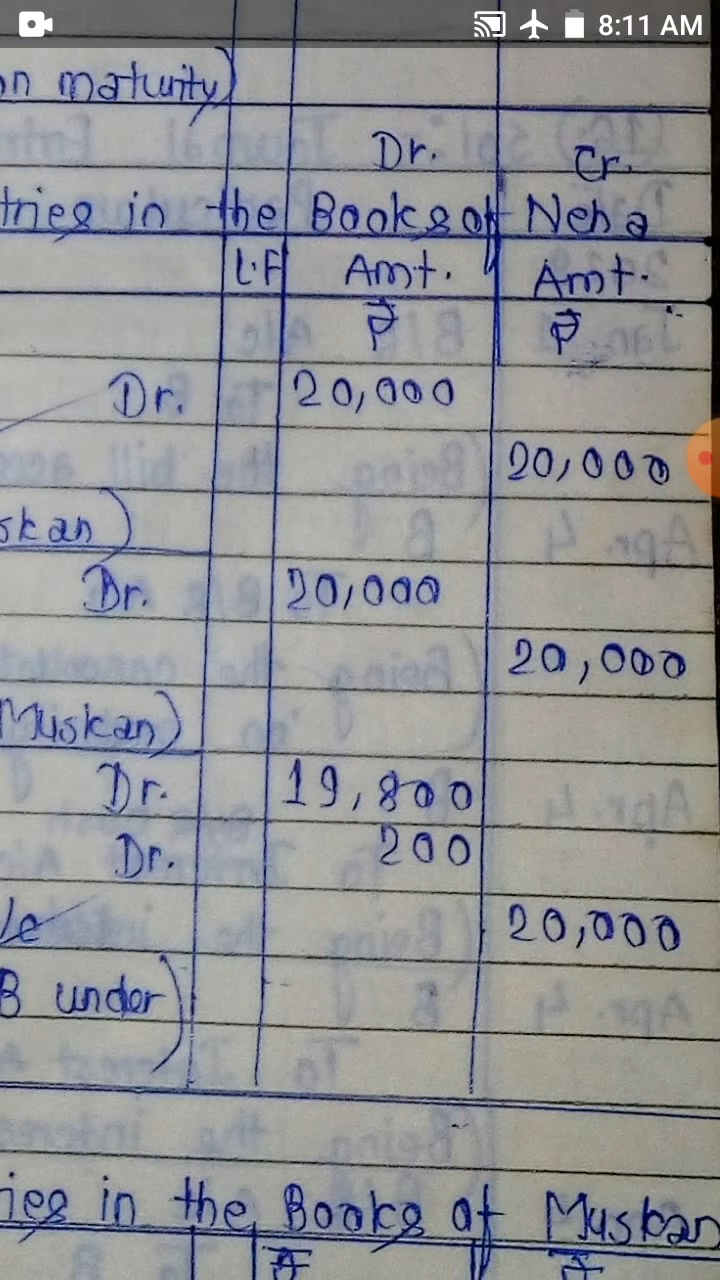 8:11 AM
on maturity)
Dr. Cr.
tries in the Books of Neha
L.F Amt. Amt.
₹ ₹
Dr. 20,000
20,000
skan)
Dr. 20,000
20,000
Muskan)
Dr. 19,800
Dr. 200
le 20,000
B under)
ies in the Books of Muskan
₹ ₹